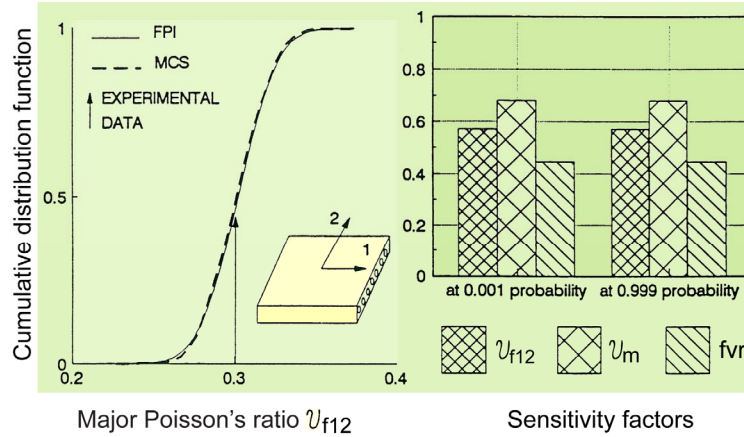 1
FPI
MCS
EXPERIMENTAL
DATA
0.5
0
0.2
0.3
0.4
2
1
Cumulative distribution function
Major Poisson's ratio υf12
1
0.8
0.6
0.4
0.2
0
at 0.001 probability
at 0.999 probability
υf12
υm
fvr
Sensitivity factors